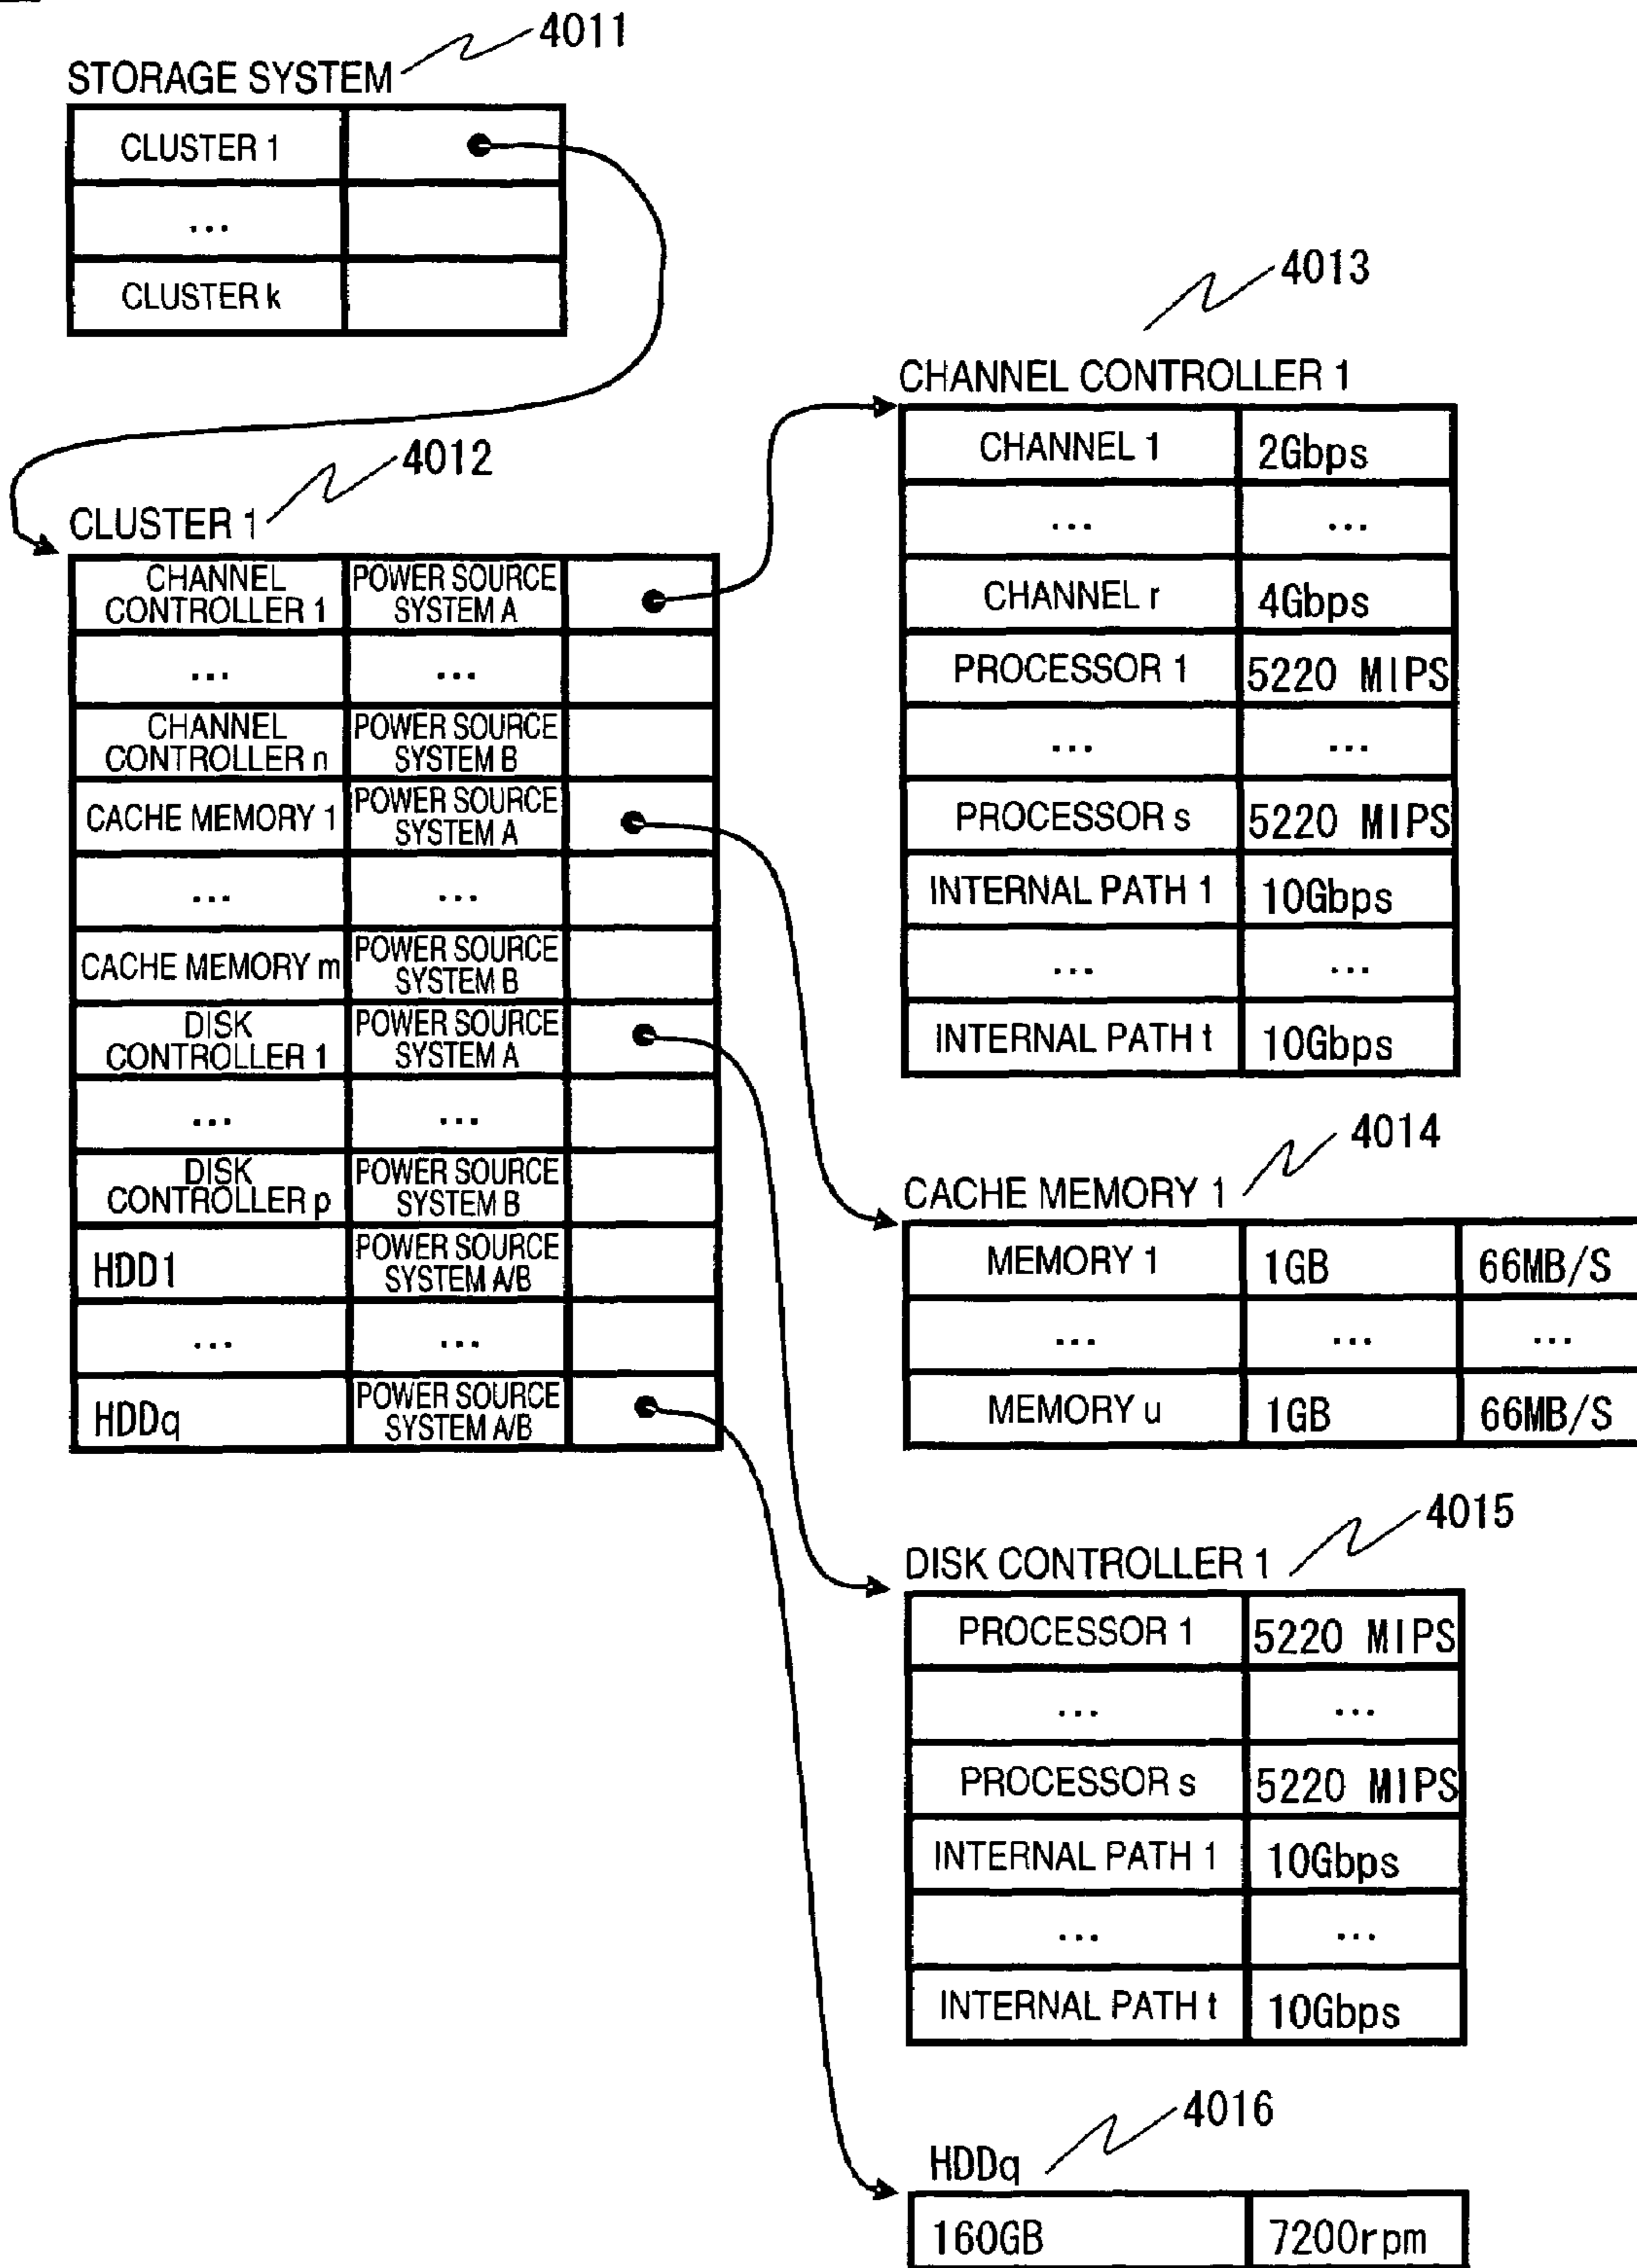 4011
STORAGE SYSTEM
CLUSTER 1
...
CLUSTER k
4012
CLUSTER 1
CHANNEL CONTROLLER 1 POWER SOURCE SYSTEM A
... ...
CHANNEL CONTROLLER n POWER SOURCE SYSTEM B
CACHE MEMORY 1 POWER SOURCE SYSTEM A
... ...
CACHE MEMORY m POWER SOURCE SYSTEM B
DISK CONTROLLER 1 POWER SOURCE SYSTEM A
... ...
DISK CONTROLLER p POWER SOURCE SYSTEM B
HDD1 POWER SOURCE SYSTEM A/B
... ...
HDDq POWER SOURCE SYSTEM A/B
4013
CHANNEL CONTROLLER 1
CHANNEL 1 2Gbps
... ...
CHANNEL r 4Gbps
PROCESSOR 1 5220 MIPS
... ...
PROCESSOR s 5220 MIPS
INTERNAL PATH 1 10Gbps
... ...
INTERNAL PATH t 10Gbps
4014
CACHE MEMORY 1
MEMORY 1 1GB 66MB/S
... ... ...
MEMORY u 1GB 66MB/S
4015
DISK CONTROLLER 1
PROCESSOR 1 5220 MIPS
... ...
PROCESSOR s 5220 MIPS
INTERNAL PATH 1 10Gbps
... ...
INTERNAL PATH t 10Gbps
4016
HDDq
160GB 7200rpm